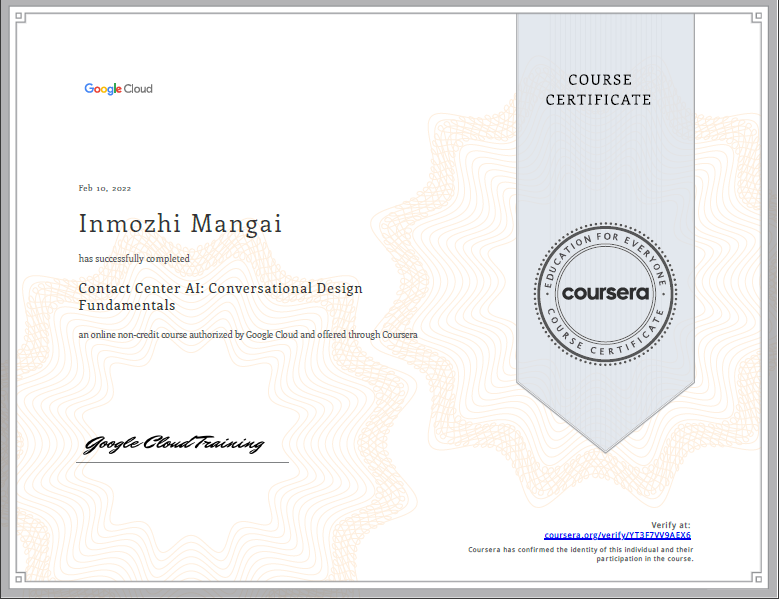 Google Cloud
COURSE
CERTIFICATE
Feb 10, 2022
Inmozhi Mangai
has successfully completed
Contact Center AI: Conversational Design
Fundamentals
an online non-credit course authorized by Google Cloud and offered through Coursera
EDUCATION FOR EVERYONE
coursera
COURSE CERTIFICATE
Google Cloud Training
Verify at:
coursera.org/verify/YT3F7VV9AEX6
Coursera has confirmed the identity of this individual and their
participation in the course.